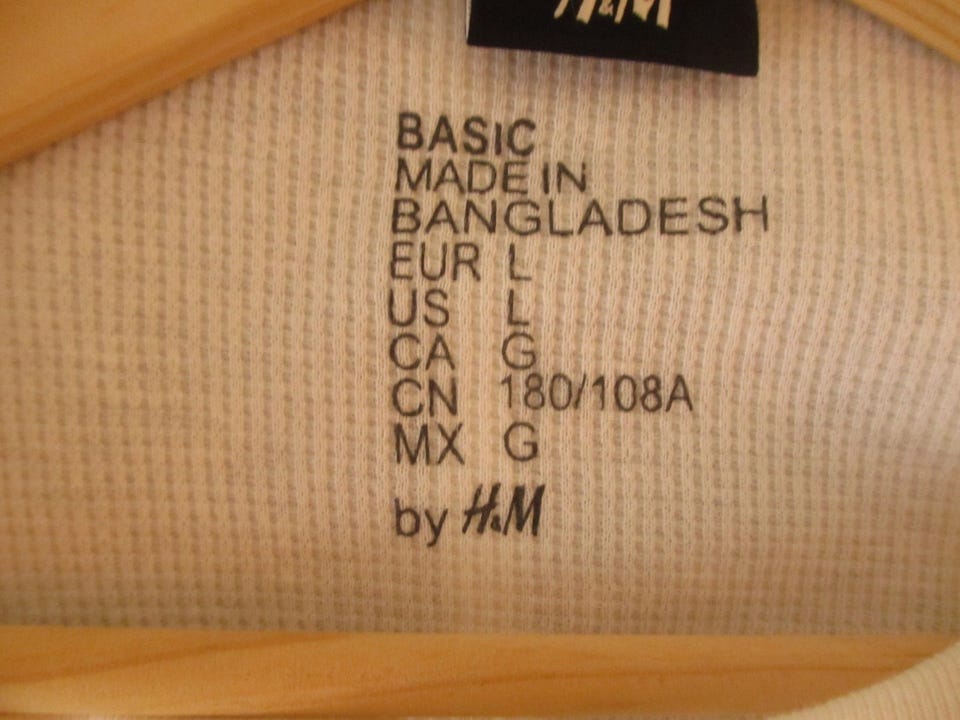 H&M
BASIC
MADE IN
BANGLADESH
EUR L
US L
CA G
CN 180/108A
MX G
by H&M